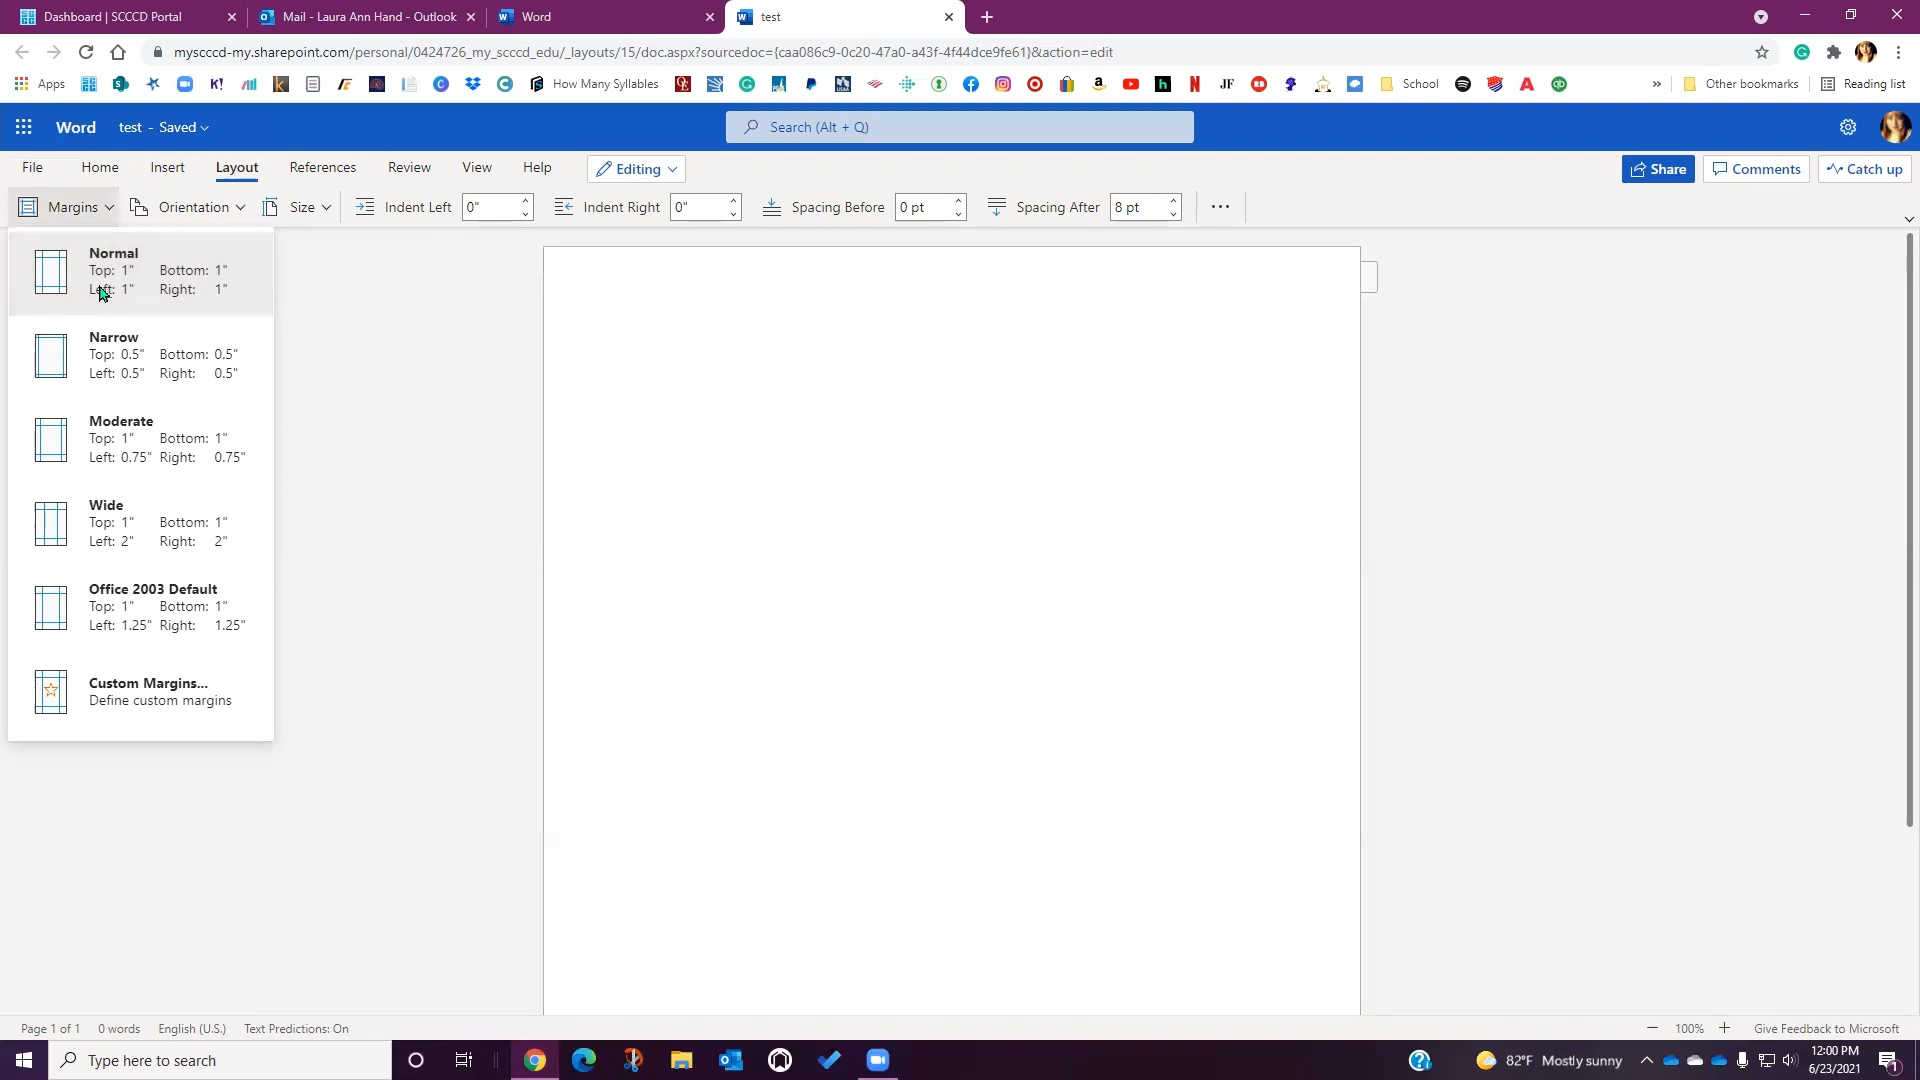 Dashboard | SCCCD Portal
Mail - Laura Ann Hand - Outlook
Word
test
myscccd-my.sharepoint.com/personal/0424726_my_scccd_edu/_layouts/15/doc.aspx?sourcedoc={caa086c9-0c20-47a0-a43f-4f44dce9fe61}&action=edit
Apps
K!
How Many Syllables
JF
School
»
Other bookmarks
Reading list
Word
test - Saved
Search (Alt + Q)
File
Home
Insert
Layout
References
Review
View
Help
Editing
Share
Comments
Catch up
Margins
Orientation
Size
Indent Left
0"
Indent Right
0"
Spacing Before
0 pt
Spacing After
8 pt
Normal
Top: 1" Bottom: 1"
Left: 1" Right: 1"
Narrow
Top: 0.5" Bottom: 0.5"
Left: 0.5" Right: 0.5"
Moderate
Top: 1" Bottom: 1"
Left: 0.75" Right: 0.75"
Wide
Top: 1" Bottom: 1"
Left: 2" Right: 2"
Office 2003 Default
Top: 1" Bottom: 1"
Left: 1.25" Right: 1.25"
Custom Margins...
Define custom margins
Page 1 of 1
0 words
English (U.S.)
Text Predictions: On
100%
Give Feedback to Microsoft
Type here to search
82°F Mostly sunny
12:00 PM
6/23/2021
1